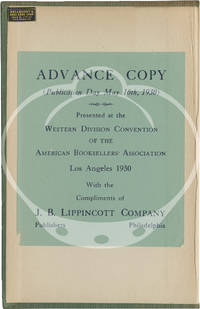 ADVANCE COPY
(Publication Day May 16th, 1930)
Presented at the
WESTERN DIVISION CONVENTION
OF THE
AMERICAN BOOKSELLERS' ASSOCIATION
Los Angeles 1930
With the
Compliments of
J. B. LIPPINCOTT COMPANY
Publishers Philadelphia